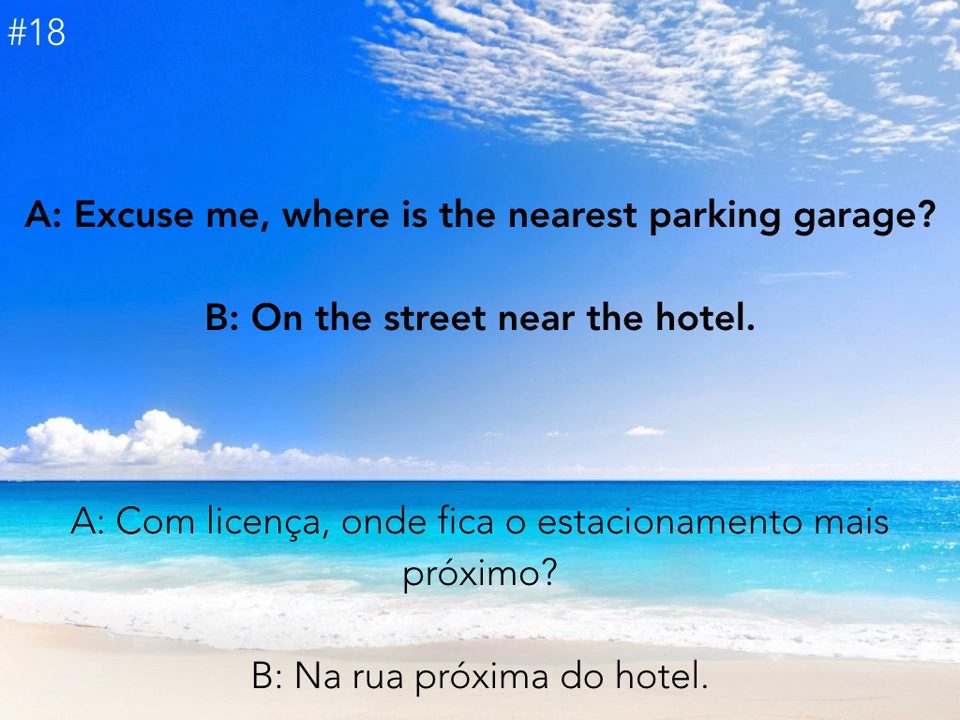 #18
A: Excuse me, where is the nearest parking garage?
B: On the street near the hotel.
A: Com licença, onde fica o estacionamento mais
próximo?
B: Na rua próxima do hotel.